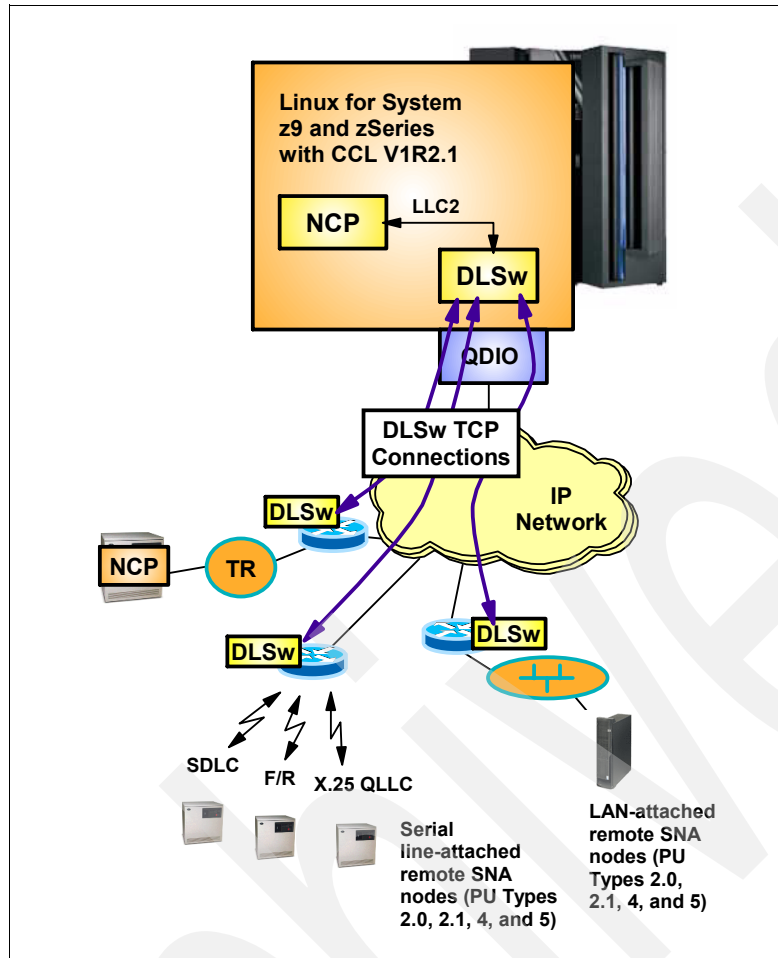 Linux for System
z9 and zSeries
with CCL V1R2.1
LLC2
NCP
DLSw
QDIO
DLSw TCP
Connections
IP
Network
DLSw
NCP
TR
DLSw
DLSw
SDLC
F/R
X.25 QLLC
Serial
line-attached
remote SNA
nodes (PU Types
2.0, 2.1, 4, and 5)
LAN-attached
remote SNA
nodes (PU
Types 2.0,
2.1, 4, and 5)